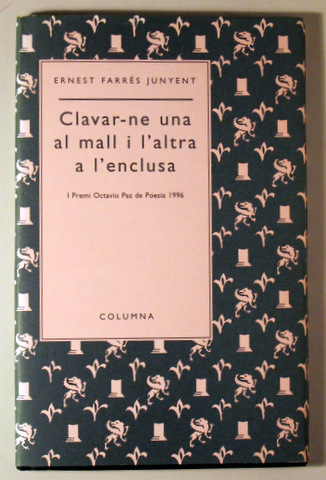 ERNEST FARRÉS JUNYENT
Clavar-ne una
al mall i l'altra
a l'enclusa
I Premi Octavio Paz de Poesia 1996
COLUMNA